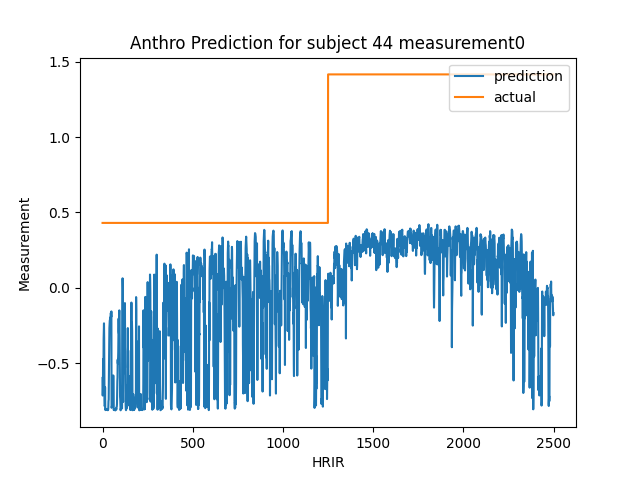 Anthro Prediction for subject 44 measurement0
prediction
actual
Measurement
1.5
1.0
0.5
0.0
−0.5
0
500
1000
1500
2000
2500
HRIR